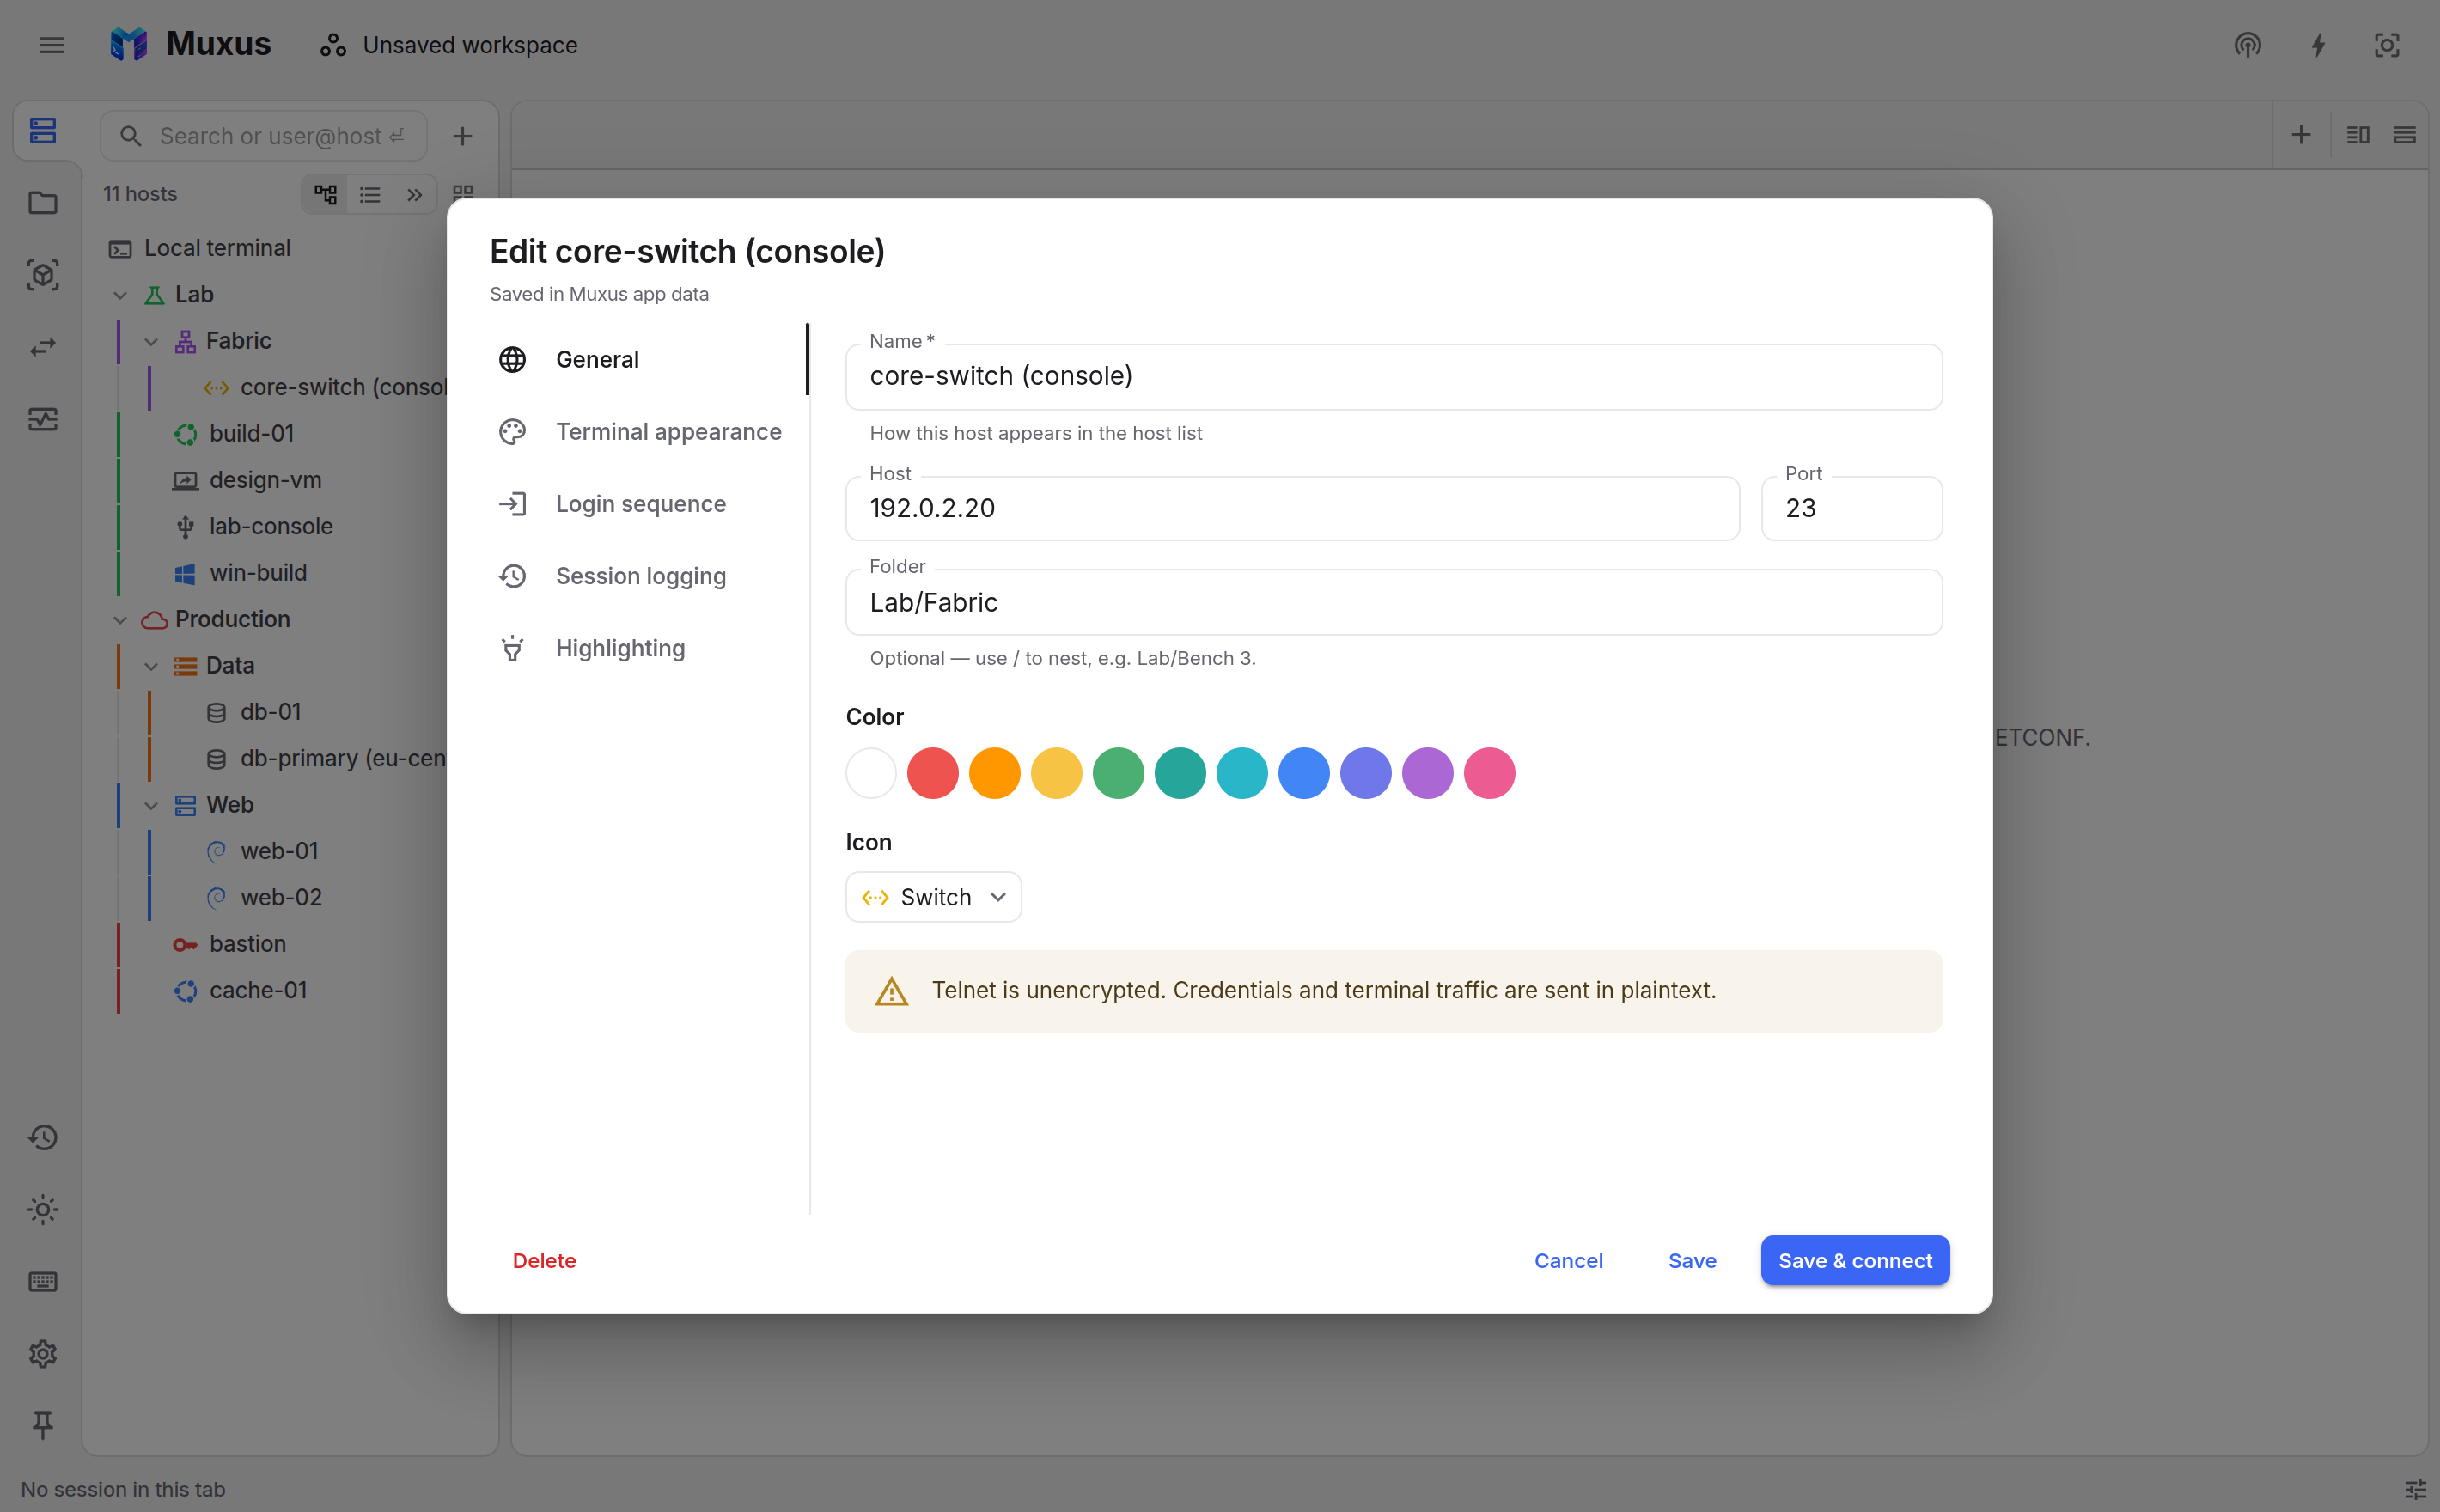 Muxus
Unsaved workspace
Search or user@host ⏎
11 hosts
Local terminal
Lab
Fabric
core-switch (consol
build-01
design-vm
lab-console
win-build
Production
Data
db-01
db-primary (eu-cen
Web
web-01
web-02
bastion
cache-01
No session in this tab
ETCONF.
Edit core-switch (console)
Saved in Muxus app data
General
Terminal appearance
Login sequence
Session logging
Highlighting
Name *
core-switch (console)
How this host appears in the host list
Host
192.0.2.20
Port
23
Folder
Lab/Fabric
Optional — use / to nest, e.g. Lab/Bench 3.
Color
Icon
Switch
Telnet is unencrypted. Credentials and terminal traffic are sent in plaintext.
Delete
Cancel
Save
Save & connect